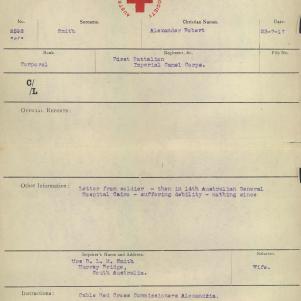 SOCIETY
No. Surname. Christian Names. Date.
Smith Alexander Robert 23-7-17
Rank. Regiment, &c. File No.
Corporal First Battalion
Imperial Camel Corps.
C/
/L
Official Reports:
Other Information: Letter from soldier - then in 14th Australian General
Hospital Cairo - suffering debility - nothing since
Inquirer's Name and Address. Relation.
Mrs R. L. M. Smith Wife.
Murray Bridge,
South Australia.
Instructions: Cable Red Cross Commissioners Alexandria.